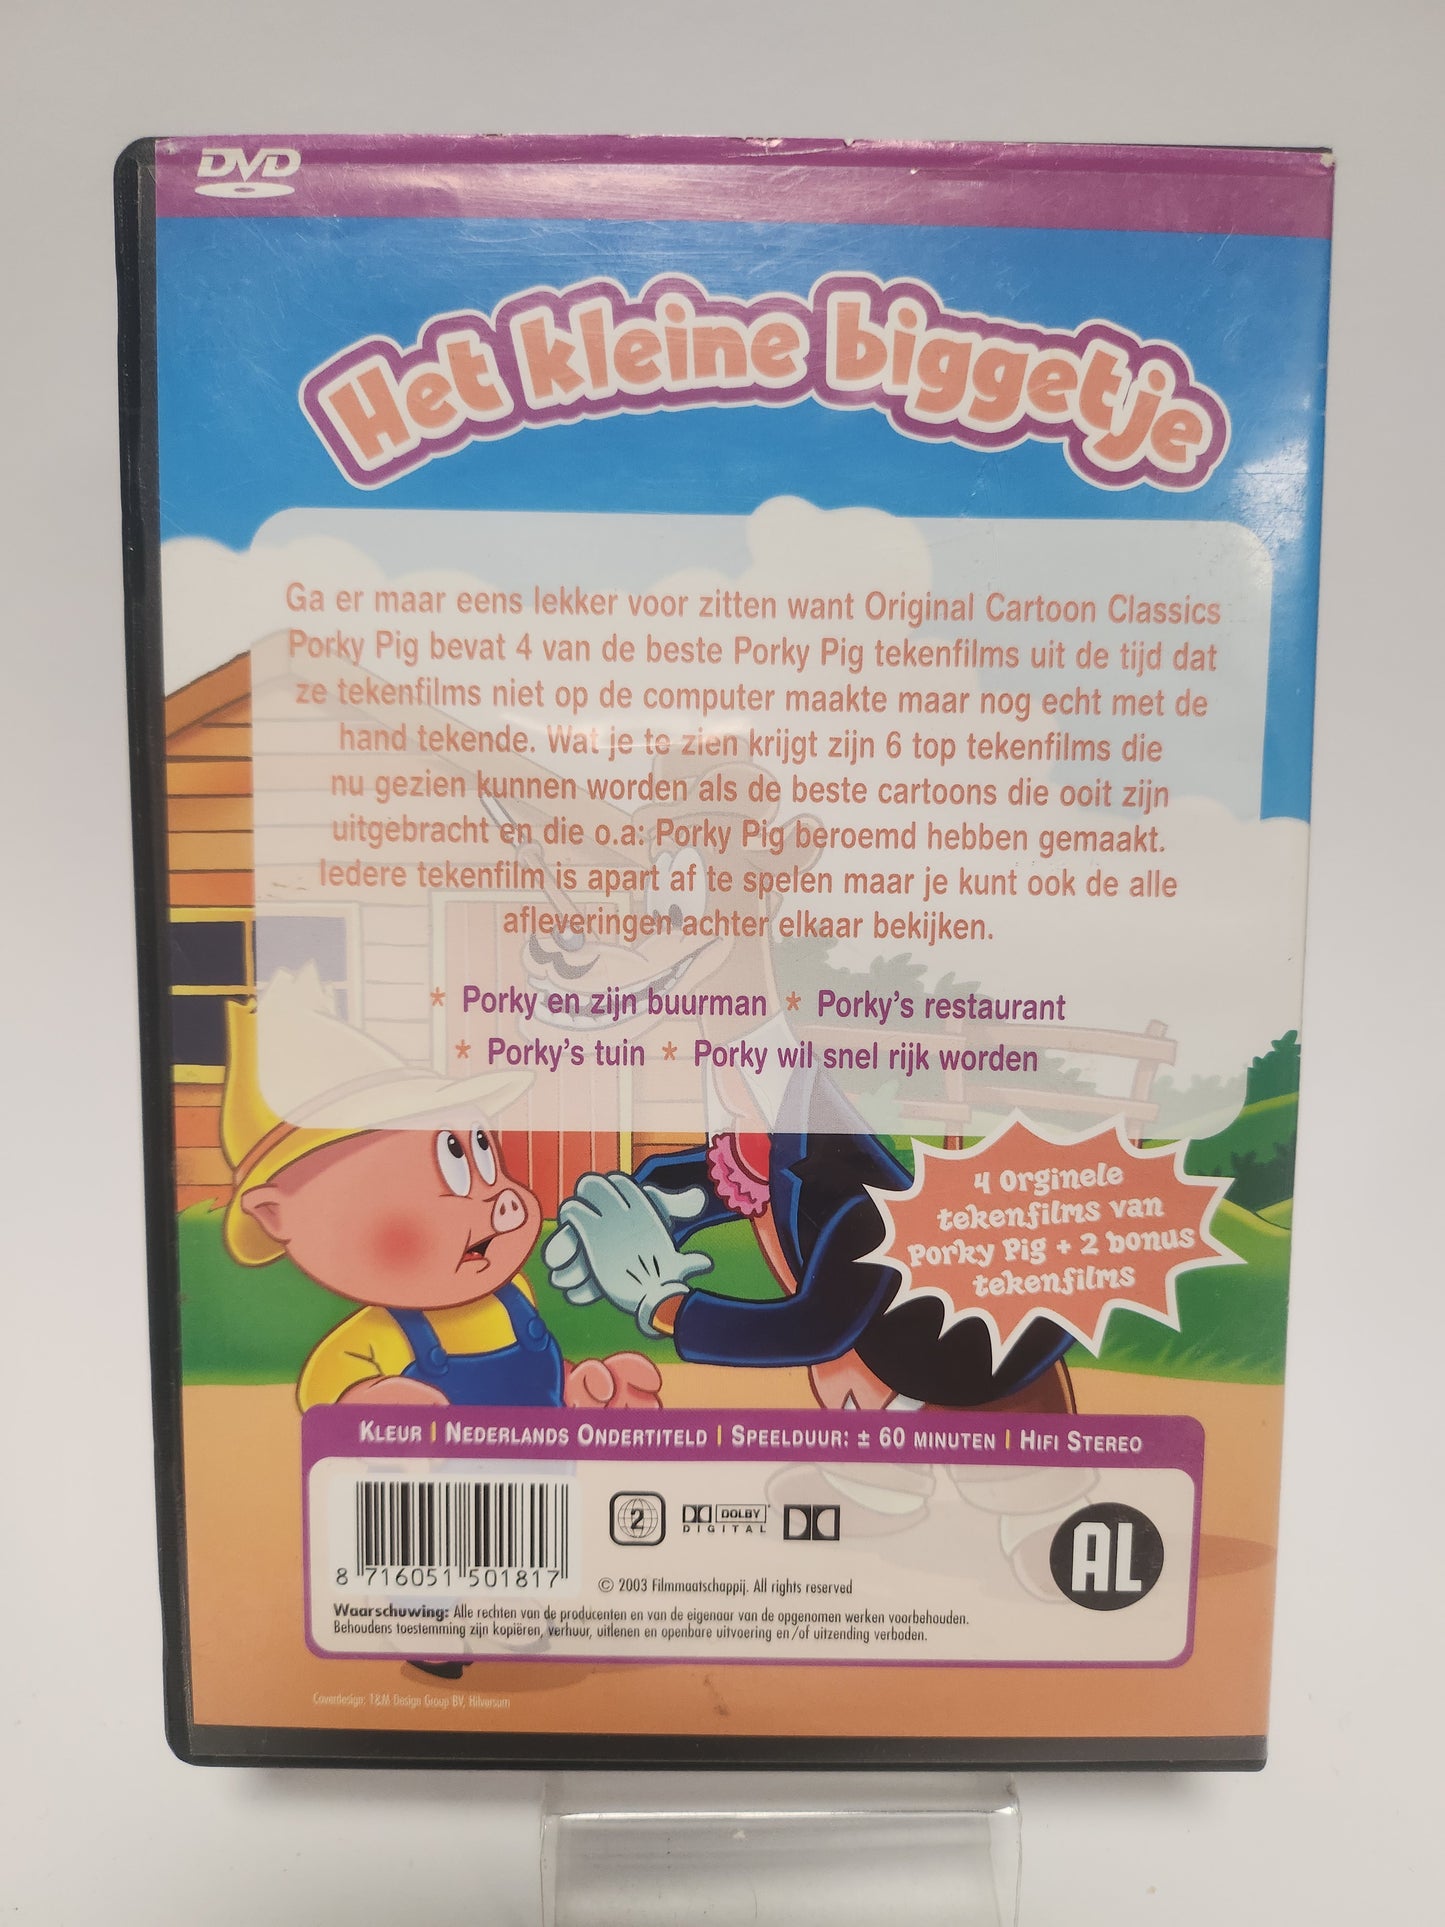 DVD
Het kleine biggetje
Ga er maar eens lekker voor zitten want Original Cartoon Classics
Porky Pig bevat 4 van de beste Porky Pig tekenfilms uit de tijd dat
ze tekenfilms niet op de computer maakte maar nog echt met de
hand tekende. Wat je te zien krijgt zijn 6 top tekenfilms die
nu gezien kunnen worden als de beste cartoons die ooit zijn
uitgebracht en die o.a: Porky Pig beroemd hebben gemaakt.
Iedere tekenfilm is apart af te spelen maar je kunt ook de alle
afleveringen achter elkaar bekijken.
* Porky en zijn buurman * Porky's restaurant
* Porky's tuin * Porky wil snel rijk worden
4 Orginele
tekenfilms van
Porky Pig + 2 bonus
tekenfilms
Kleur | Nederlands Ondertiteld | Speelduur: ± 60 minuten | Hifi Stereo
2
DOLBY
DIGITAL
AL
8 716051 501817
© 2003 Filmmaatschappij. All rights reserved
Waarschuwing: Alle rechten van de producenten en van de eigenaar van de opgenomen werken voorbehouden.
Behoudens toestemming zijn kopiëren, verhuur, uitlenen en openbare uitvoering en/of uitzending verboden.
Coverdesign: T&M Design Group BV, Hilversum